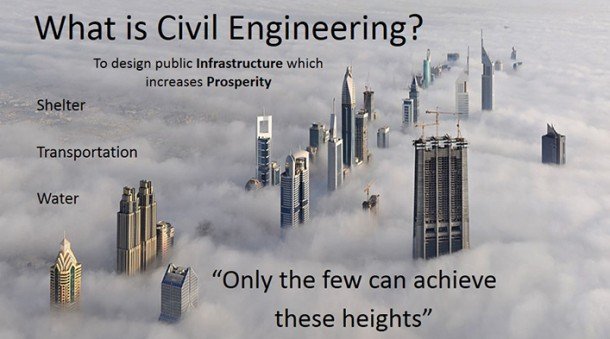 What is Civil Engineering?
To design public Infrastructure which
increases Prosperity
Shelter
Transportation
Water
“Only the few can achieve
these heights”